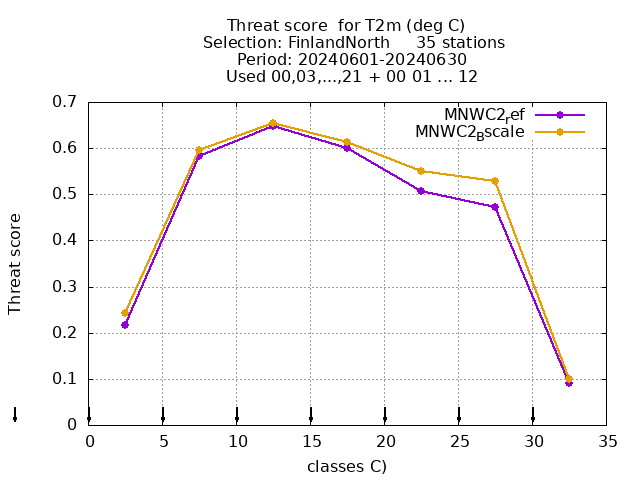 Threat score  for T2m (deg C)
Selection: FinlandNorth     35 stations
Period: 20240601-20240630
Used 00,03,...,21 + 00 01 ... 12
MNWC2ref
MNWC2Bscale
0.7
0.6
0.5
0.4
0.3
0.2
0.1
0
Threat score
0 5 10 15 20 25 30 35
classes C)